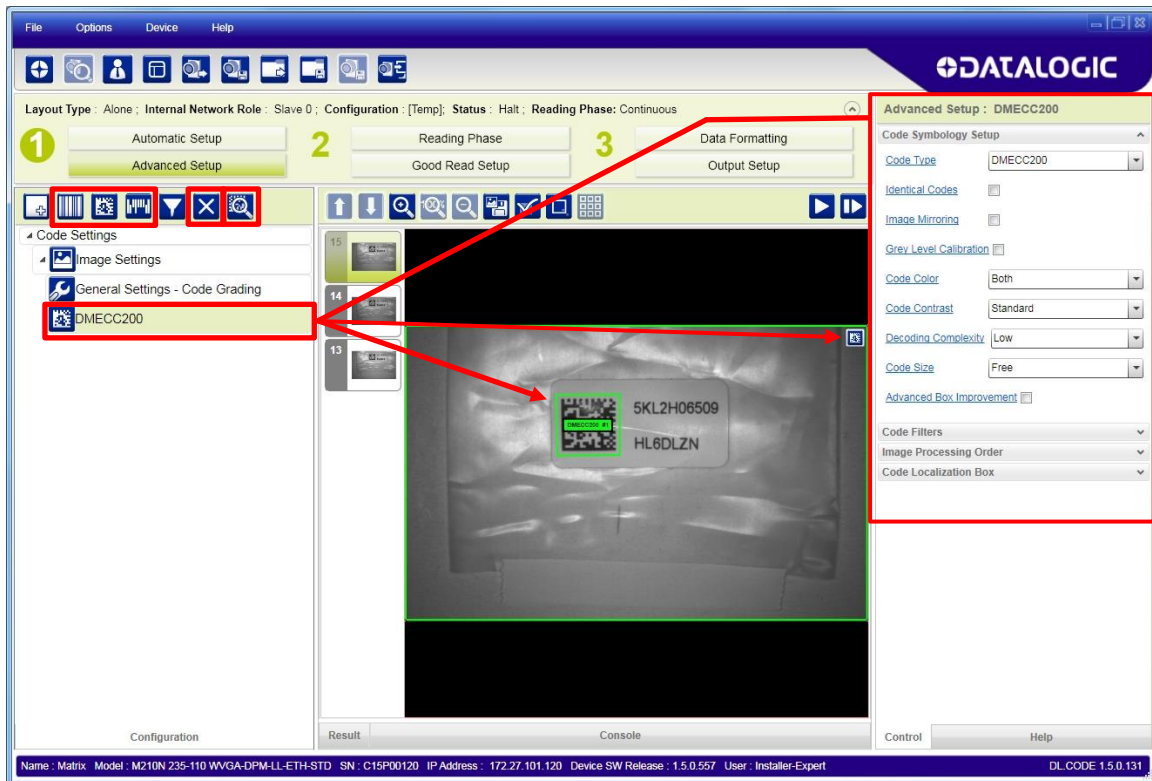 File Options Device Help
DATALOGIC
Layout Type : Alone ; Internal Network Role : Slave 0 ; Configuration : [Temp]; Status : Halt ; Reading Phase: Continuous
1 Automatic Setup 2 Reading Phase 3 Data Formatting
Advanced Setup Good Read Setup Output Setup
Code Settings
Image Settings
General Settings - Code Grading
DMECC200
15
14
13
5KL2H06509
DMECC200 #1
HL6DLZN
Advanced Setup : DMECC200
Code Symbology Setup
Code Type DMECC200
Identical Codes
Image Mirroring
Grey Level Calibration
Code Color Both
Code Contrast Standard
Decoding Complexity Low
Code Size Free
Advanced Box Improvement
Code Filters
Image Processing Order
Code Localization Box
Configuration Result Console Control Help
Name : Matrix Model : M210N 235-110 WVGA-DPM-LL-ETH-STD SN : C15P00120 IP Address : 172.27.101.120 Device SW Release : 1.5.0.557 User : Installer-Expert DL.CODE 1.5.0.131